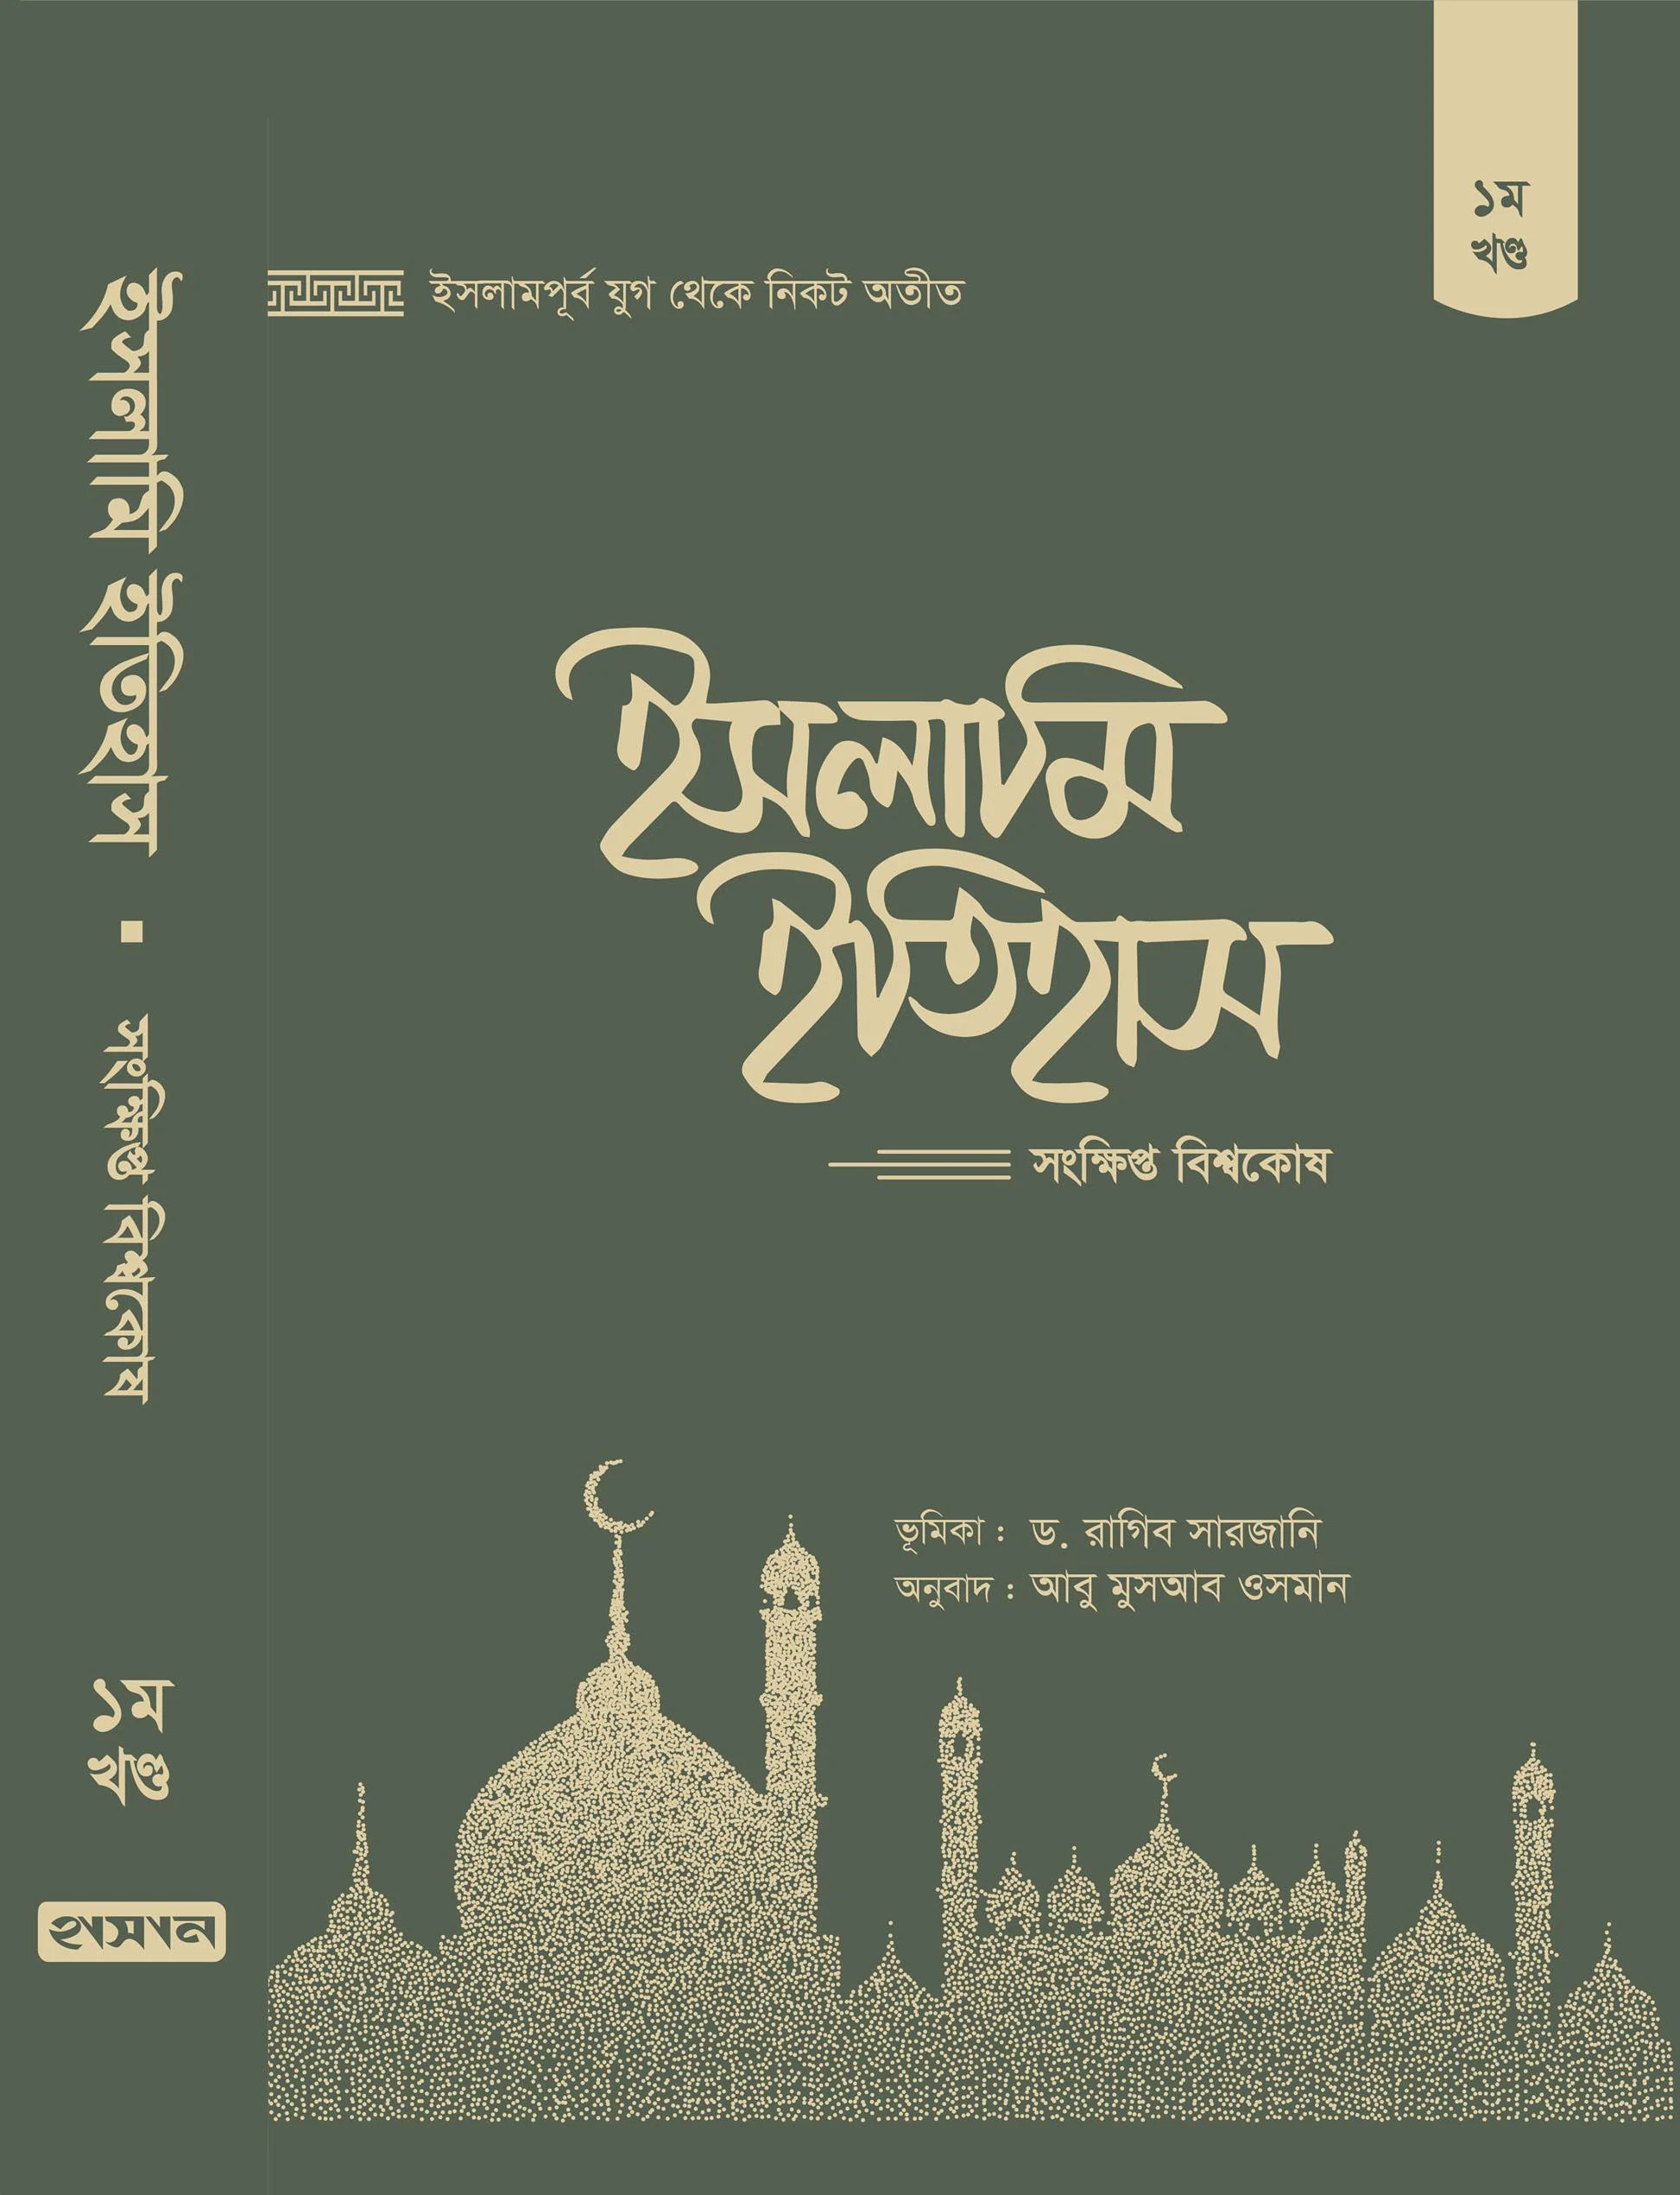 ইসলামি ইতিহাস ▪ সংক্ষিপ্ত বিশ্বকোষ
১ম
খণ্ড
হাসান
১ম
খণ্ড
ইসলামপূর্ব যুগ থেকে নিকট অতীত
ইসলামি
ইতিহাস
সংক্ষিপ্ত বিশ্বকোষ
ভূমিকা : ড. রাগিব সারজানি
অনুবাদ : আবু মুসআব ওসমান